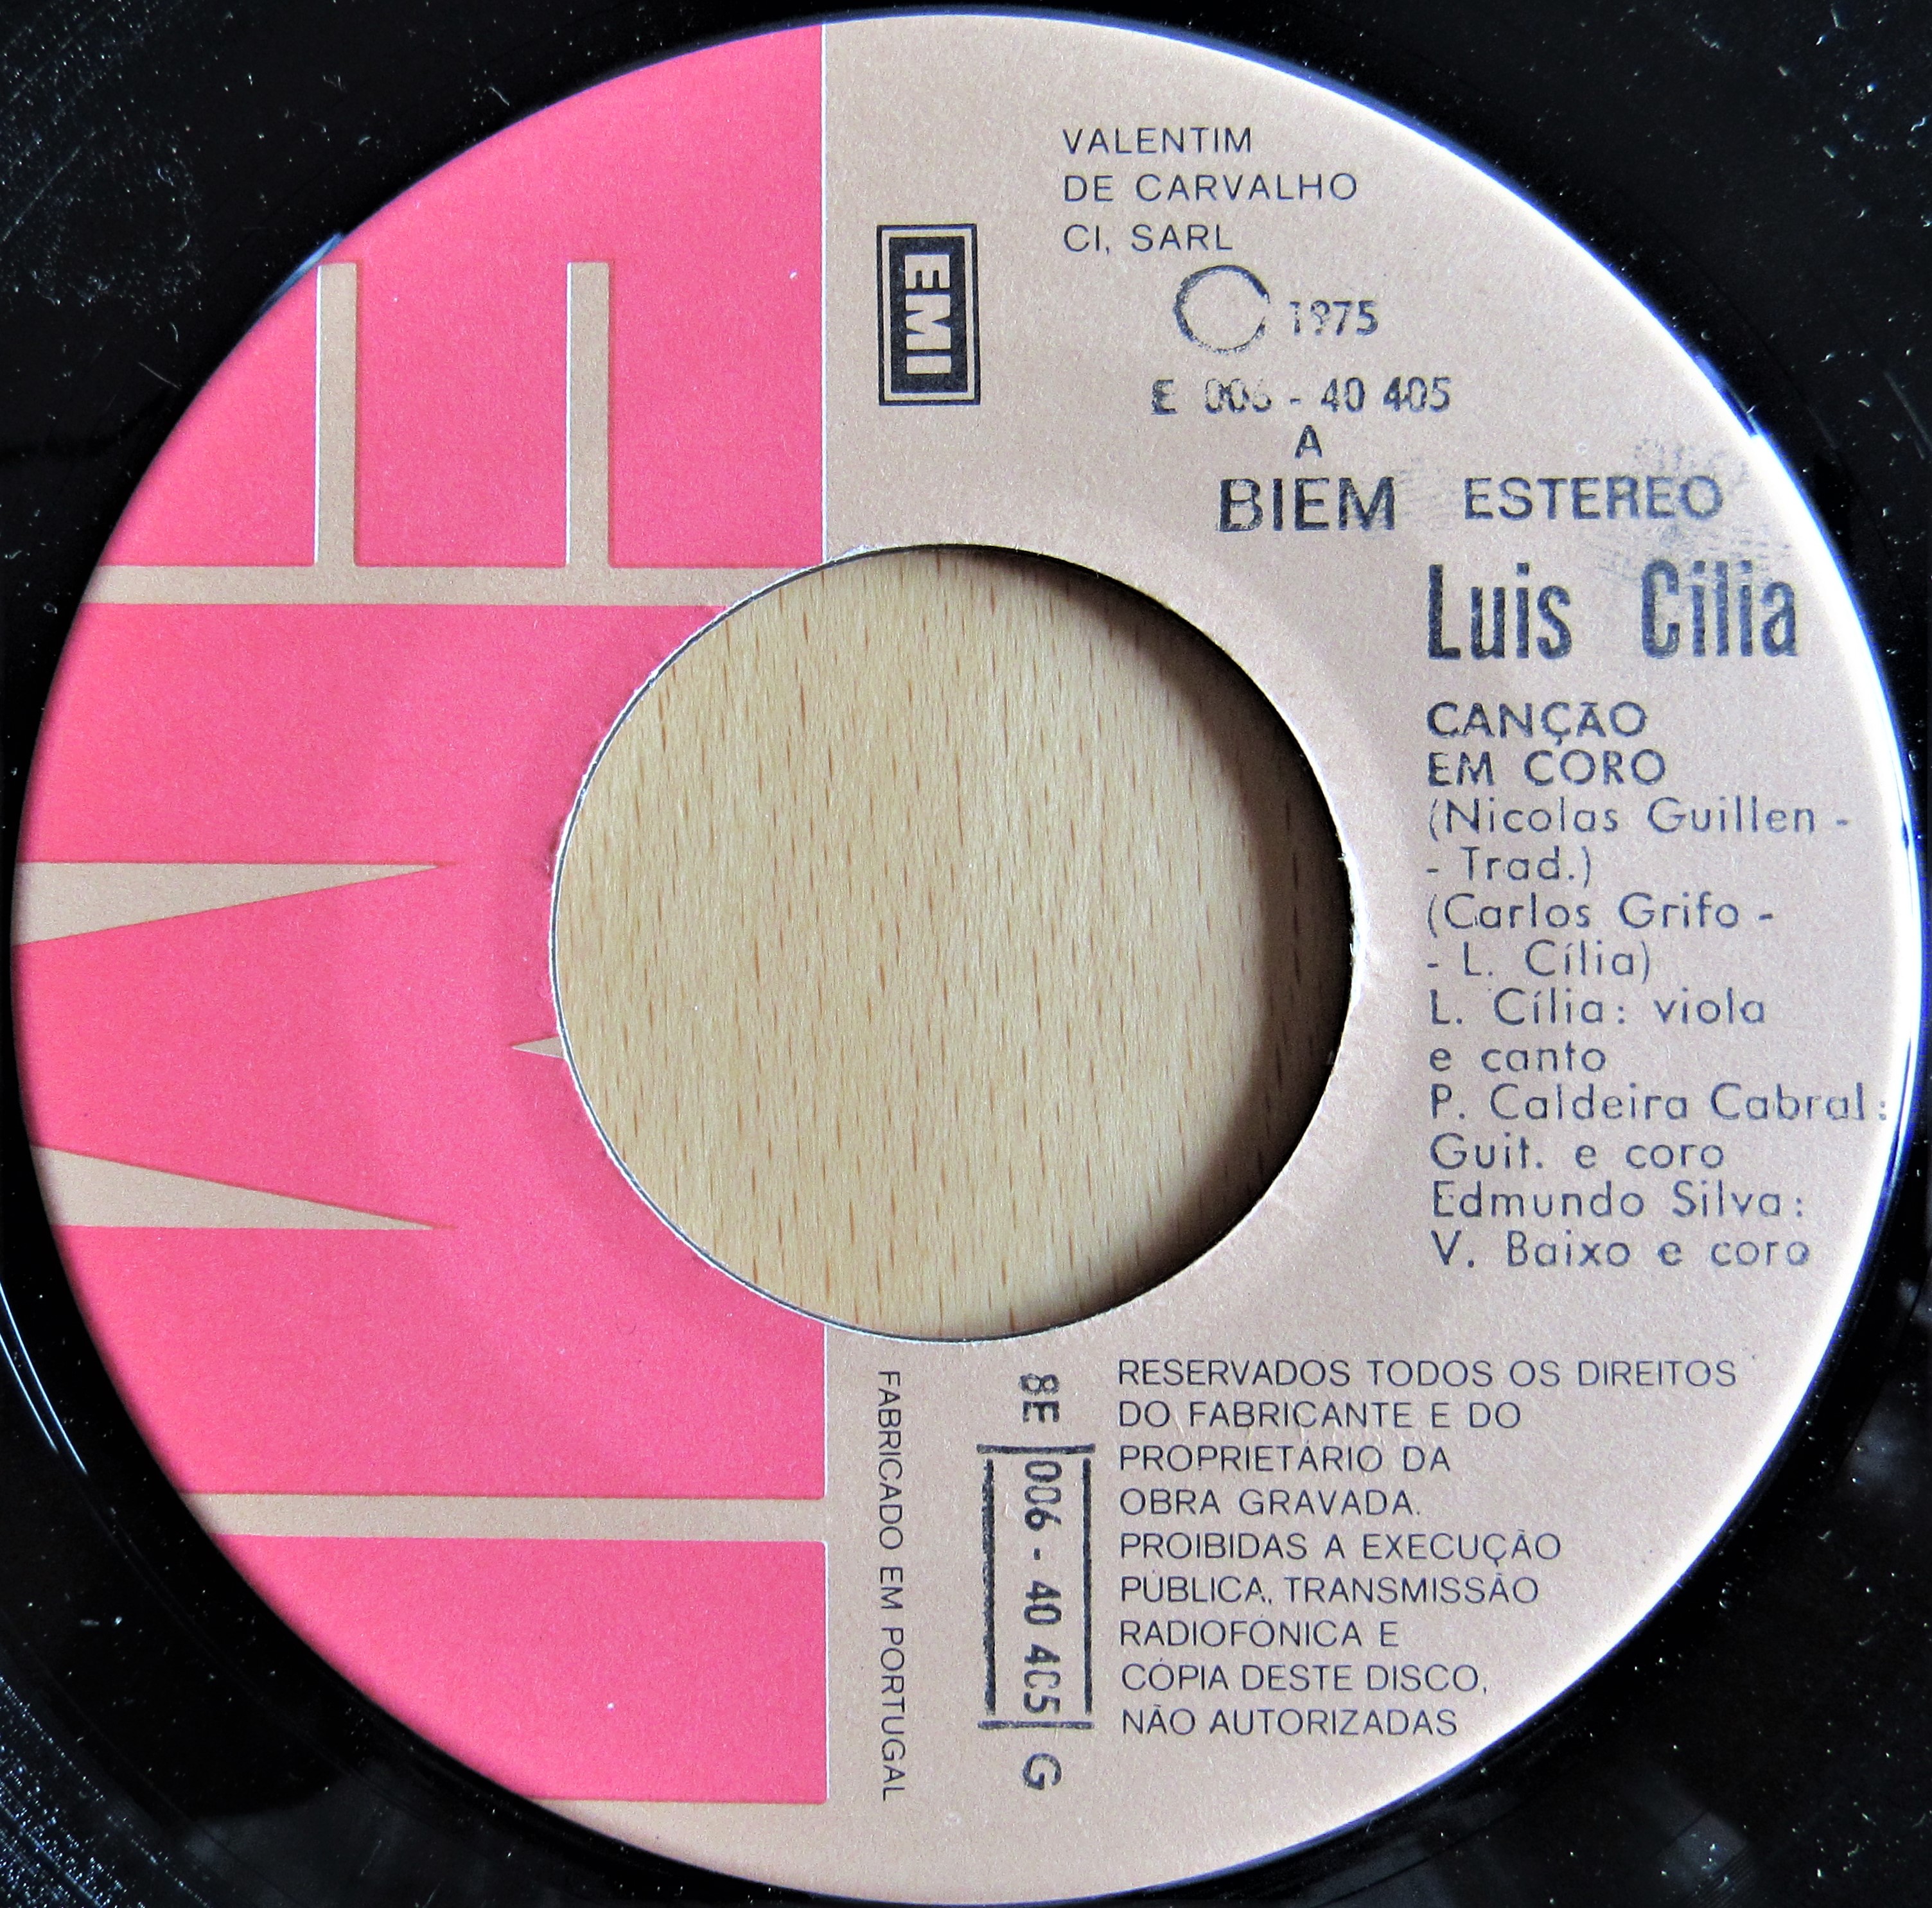 VALENTIM
DE CARVALHO
CI, SARL
EMI
C 1975
E 006 - 40 405
A
BIEM ESTEREO
Luis Cilia
CANÇÃO
EM CORO
(Nicolas Guillen -
- Trad.)
(Carlos Grifo -
- L. Cília)
L. Cília: viola
e canto
P. Caldeira Cabral:
Guit. e coro
Edmundo Silva:
V. Baixo e coro
RESERVADOS TODOS OS DIREITOS
DO FABRICANTE E DO
PROPRIETÁRIO DA
OBRA GRAVADA.
PROIBIDAS A EXECUÇÃO
PÚBLICA, TRANSMISSÃO
RADIOFÓNICA E
CÓPIA DESTE DISCO,
NÃO AUTORIZADAS
8E 006 - 40 405 G
FABRICADO EM PORTUGAL